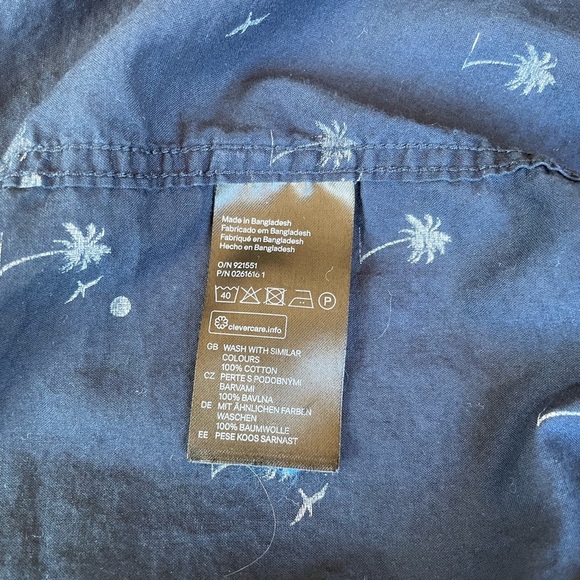 Made in Bangladesh
Fabricado em Bangladesh
Fabriqué en Bangladesh
Hecho en Bangladesh
O/N 921551
P/N 0261616 1
40 P
clevercare.info
GB WASH WITH SIMILAR
COLOURS
100% COTTON
CZ PERTE S PODOBNÝMI
BARVAMI
100% BAVLNA
DE MIT ÄHNLICHEN FARBEN
WASCHEN
100% BAUMWOLLE
EE PESE KOOS SARNAST